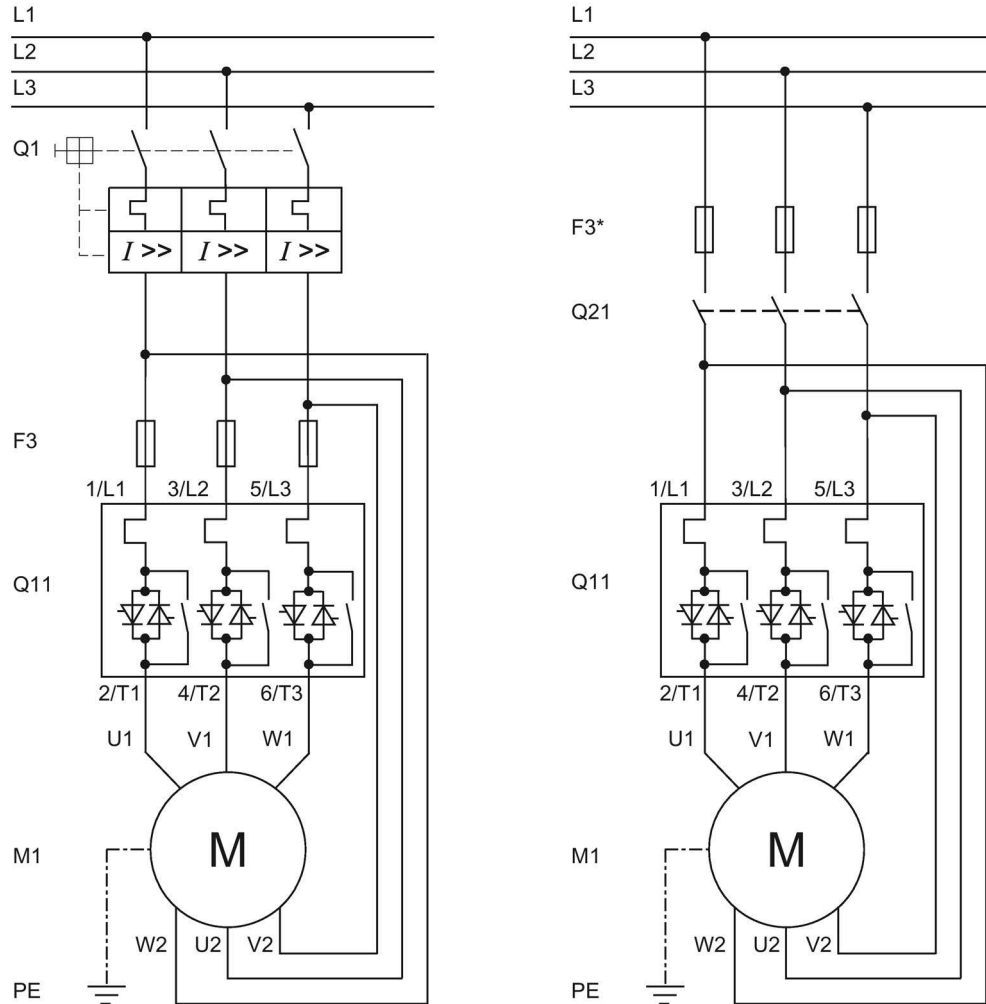 L1
L2
L3
Q1
I >> I >> I >>
F3
1/L1 3/L2 5/L3
Q11
2/T1 4/T2 6/T3
U1 V1 W1
M
M1
W2 U2 V2
PE
L1
L2
L3
F3*
Q21
1/L1 3/L2 5/L3
Q11
2/T1 4/T2 6/T3
U1 V1 W1
M
M1
W2 U2 V2
PE